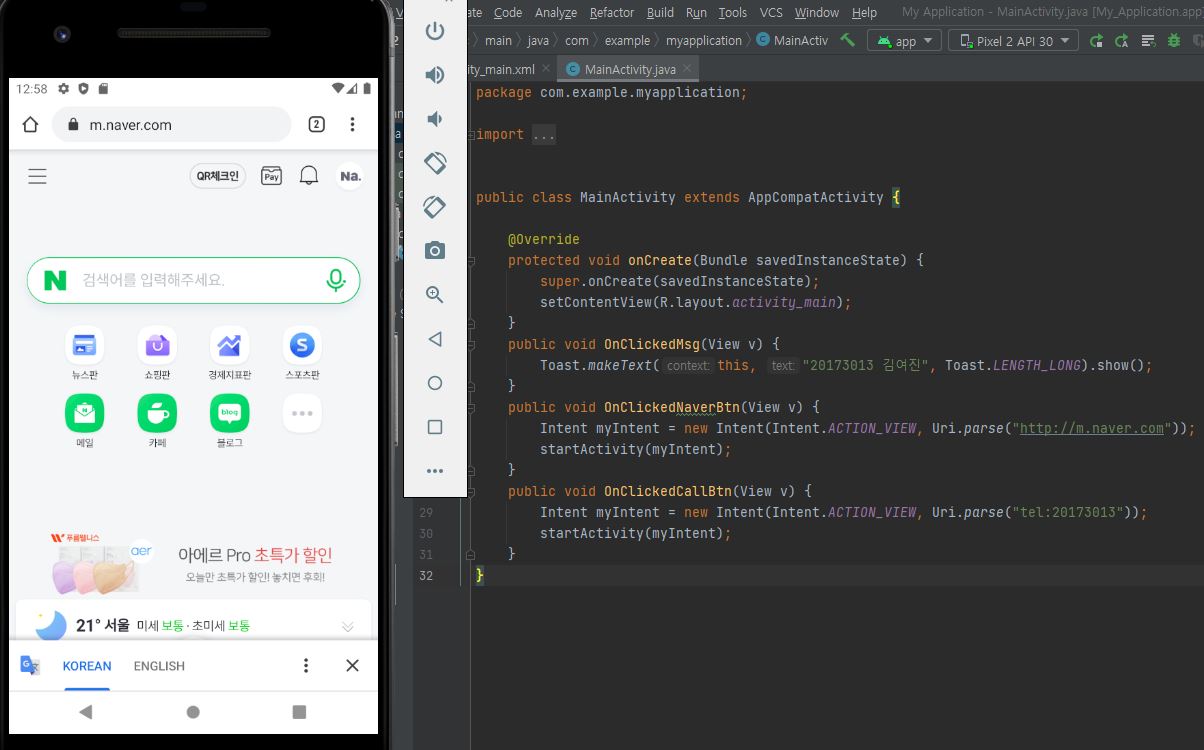 12:58
m.naver.com
2
QR체크인
Pay
Na.
N 검색어를 입력해주세요.
뉴스판 쇼핑판 경제지표판 S 스포츠판
blog
메일 카페 블로그
W 푸름웰니스
aer
아에르 Pro 초특가 할인
오늘만 초특가 할인! 놓치면 후회!
21° 서울 미세 보통 · 초미세 보통
KOREAN ENGLISH
Code Analyze Refactor Build Run Tools VCS Window Help My Application - MainActivity.java [My_Application.app]
main java com example myapplication C MainActiv app Pixel 2 API 30
ity_main.xml C MainActivity.java
package com.example.myapplication;
import ...
public class MainActivity extends AppCompatActivity {
@Override
protected void onCreate(Bundle savedInstanceState) {
super.onCreate(savedInstanceState);
setContentView(R.layout.activity_main);
}
public void OnClickedMsg(View v) {
Toast.makeText( context: this, text: "20173013 김여진", Toast.LENGTH_LONG).show();
}
public void OnClickedNaverBtn(View v) {
Intent myIntent = new Intent(Intent.ACTION_VIEW, Uri.parse("http://m.naver.com"));
startActivity(myIntent);
}
public void OnClickedCallBtn(View v) {
29 Intent myIntent = new Intent(Intent.ACTION_VIEW, Uri.parse("tel:20173013"));
30 startActivity(myIntent);
31 }
32 }